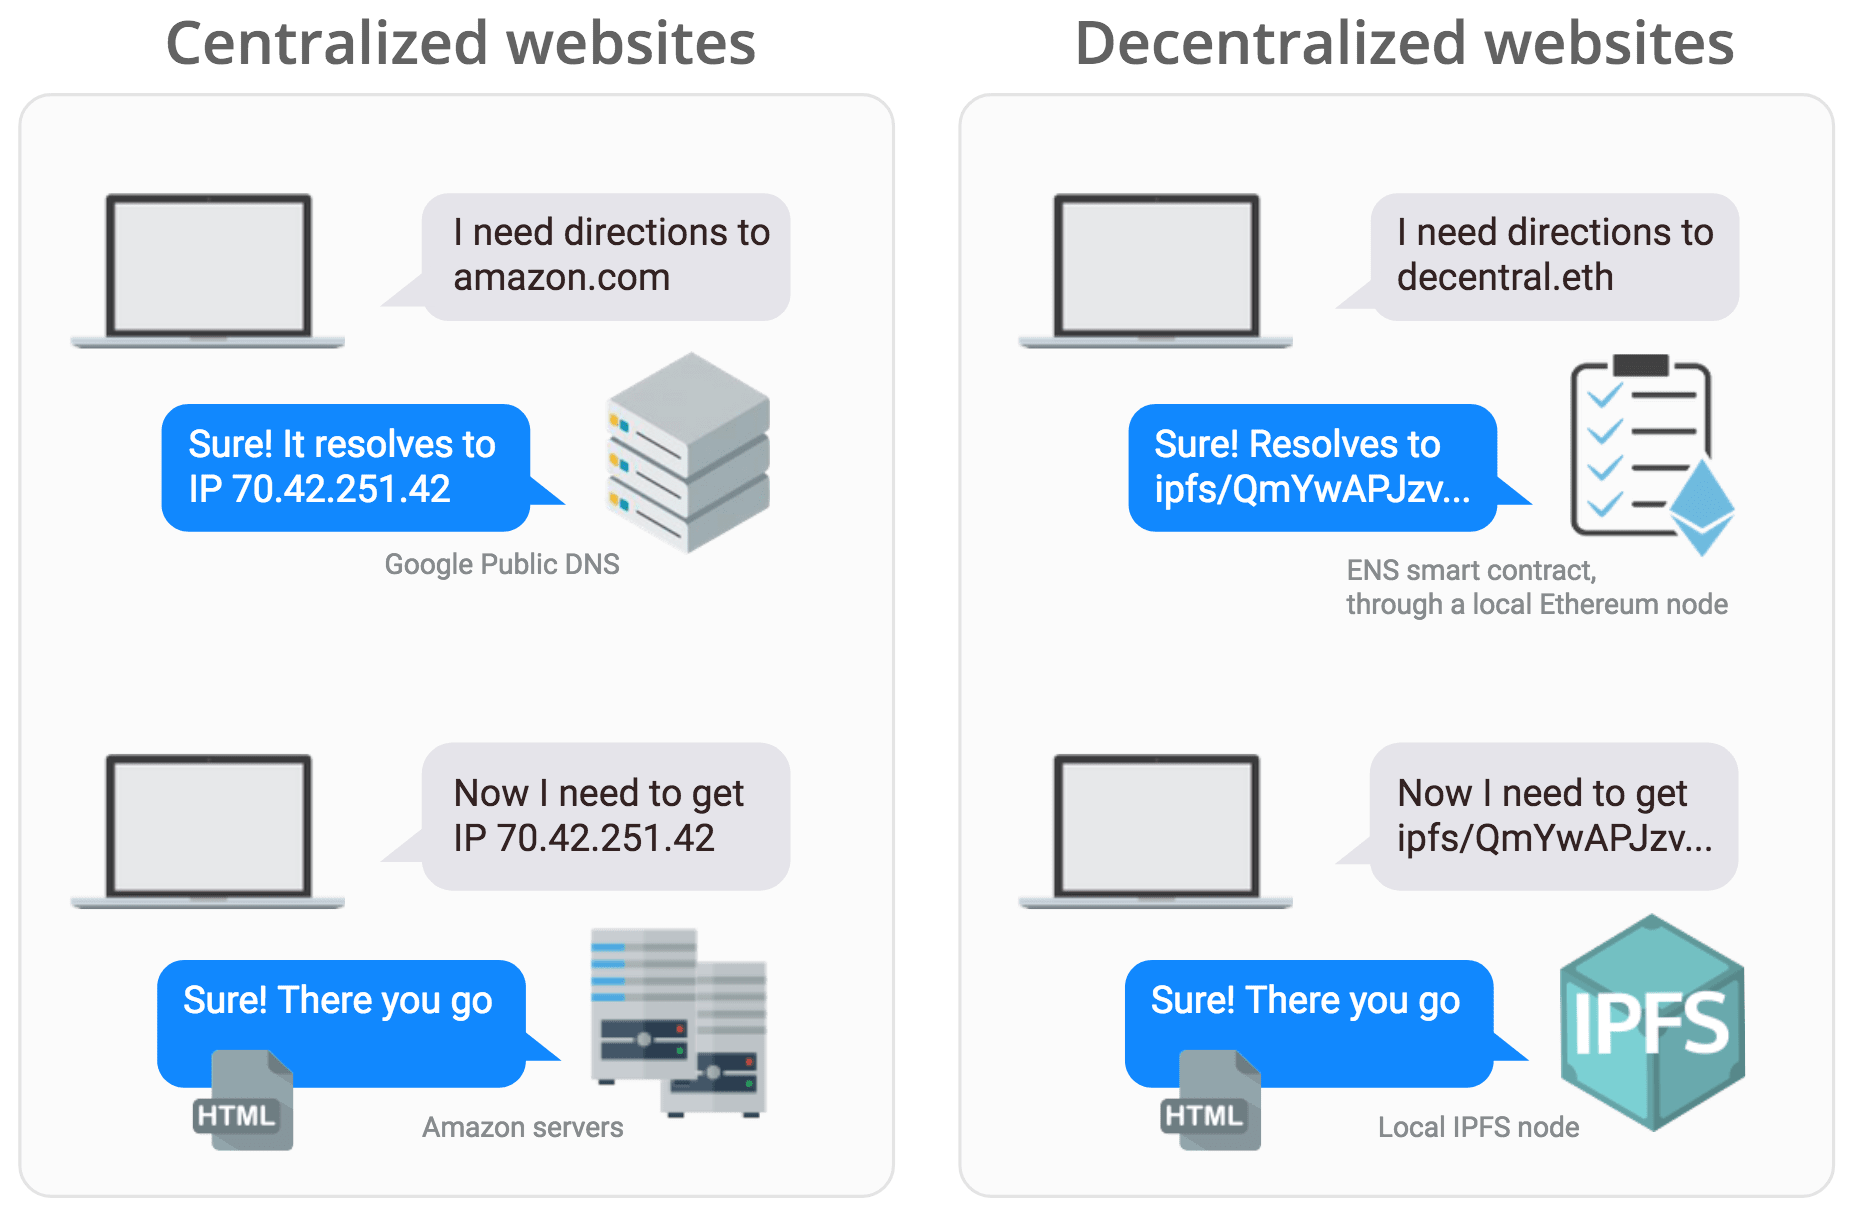 Centralized websites
I need directions to
amazon.com
Sure! It resolves to
IP 70.42.251.42
Google Public DNS
Now I need to get
IP 70.42.251.42
Sure! There you go
HTML
Amazon servers
Decentralized websites
I need directions to
decentral.eth
Sure! Resolves to
ipfs/QmYwAPJzv...
ENS smart contract,
through a local Ethereum node
Now I need to get
ipfs/QmYwAPJzv...
Sure! There you go
HTML
IPFS
Local IPFS node